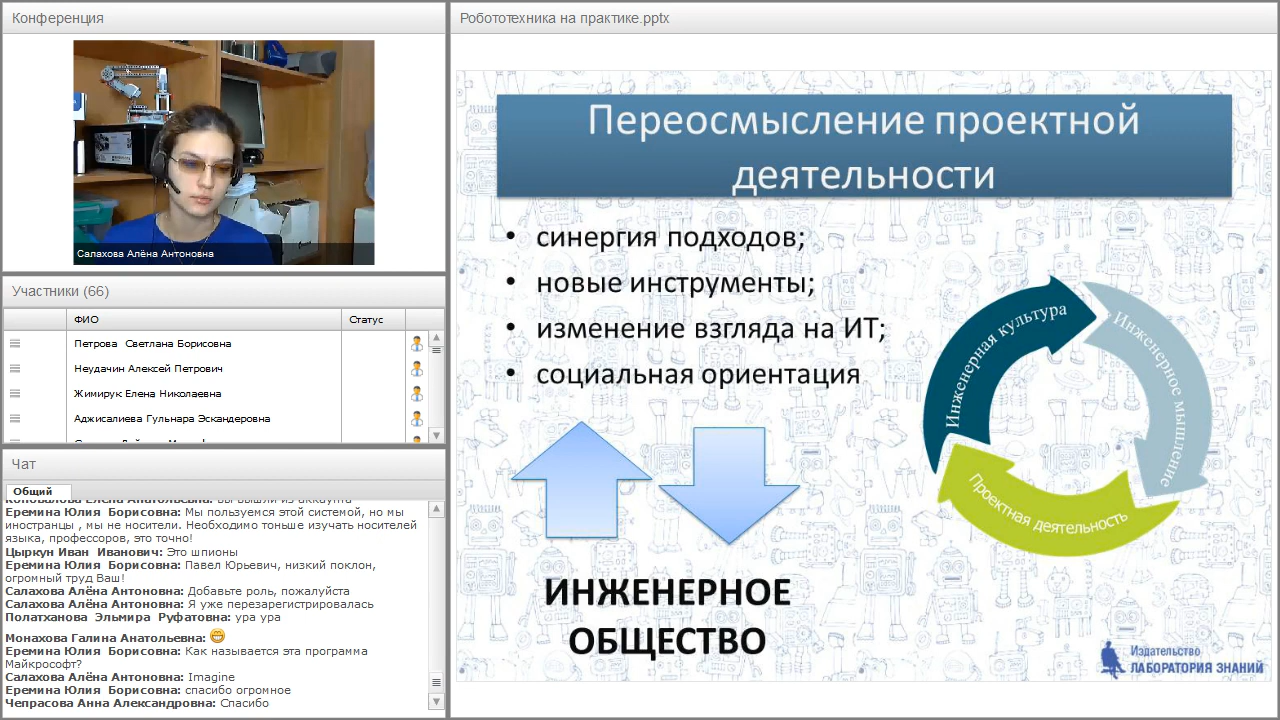 Конференция
Салахова Алёна Антоновна
Участники (66)
ФИО
Статус
Петрова Светлана Борисовна
Неудачин Алексей Петрович
Жимирук Елена Николаевна
Аджисалиева Гульнара Эскандеровна
Чат
Общий
Еремина Юлия Борисовна: Мы пользуемся этой системой, но мы
иностранцы , мы не носители. Необходимо тоньше изучать носителей
языка, профессоров, это точно!
Цыркун Иван Иванович: Это шпионы
Еремина Юлия Борисовна: Павел Юрьевич, низкий поклон,
огромный труд Ваш!
Салахова Алёна Антоновна: Добавьте роль, пожалуйста
Салахова Алёна Антоновна: Я уже перезарегистрировалась
Полатханова Эльмира Руфатовна: ура ура
Монахова Галина Анатольевна:
Еремина Юлия Борисовна: Как называется эта программа
Майкрософт?
Салахова Алёна Антоновна: Imagine
Еремина Юлия Борисовна: спасибо огромное
Чепрасова Анна Александровна: Спасибо
Робототехника на практике.pptx
Переосмысление проектной
деятельности
• синергия подходов;
• новые инструменты;
• изменение взгляда на ИТ;
• социальная ориентация
Инженерная культура
Инженерное мышление
Проектная деятельность
ИНЖЕНЕРНОЕ
ОБЩЕСТВО
Издательство
ЛАБОРАТОРИЯ ЗНАНИЙ